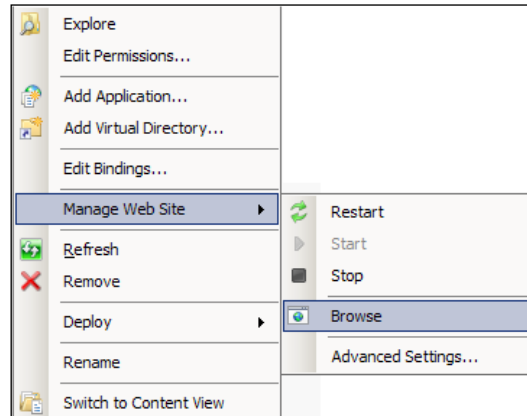 Explore
Edit Permissions...
Add Application...
Add Virtual Directory...
Edit Bindings...
Manage Web Site
Refresh
Remove
Deploy
Rename
Switch to Content View
Restart
Start
Stop
Browse
Advanced Settings...